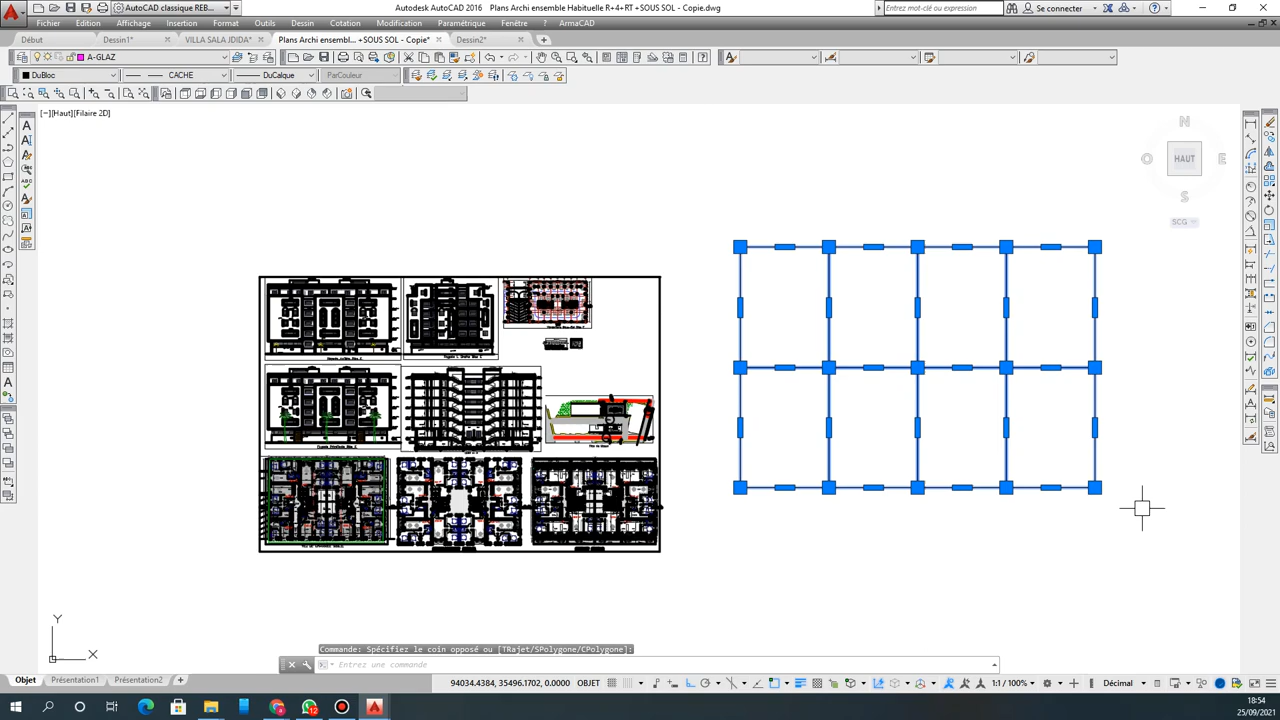 AutoCAD classique REB...
Autodesk AutoCAD 2016
Plans Archi ensemble Habituelle R+4+RT +SOUS SOL - Copie.dwg
Entrez mot-clé ou expression
Se connecter
Fichier
Edition
Affichage
Insertion
Format
Outils
Dessin
Cotation
Modification
Paramétrique
Fenêtre
?
ArmaCAD
Début
Dessin1*
VILLA SALA JDIDA*
Plans Archi ensembl... +SOUS SOL - Copie*
Dessin2*
A-GLAZ
DuBloc
CACHE
DuCalque
ParCouleur
[−][Haut][Filaire 2D]
N
O
HAUT
E
S
SCG
Y
X
Commande: Spécifiez le coin opposé ou [TRajet/SPolygone/CPolygone]:
Entrez une commande
Objet
Présentation1
Présentation2
94034.4384, 35496.1702, 0.0000
OBJET
1:1 / 100%
Décimal
12
18:54
25/09/2021